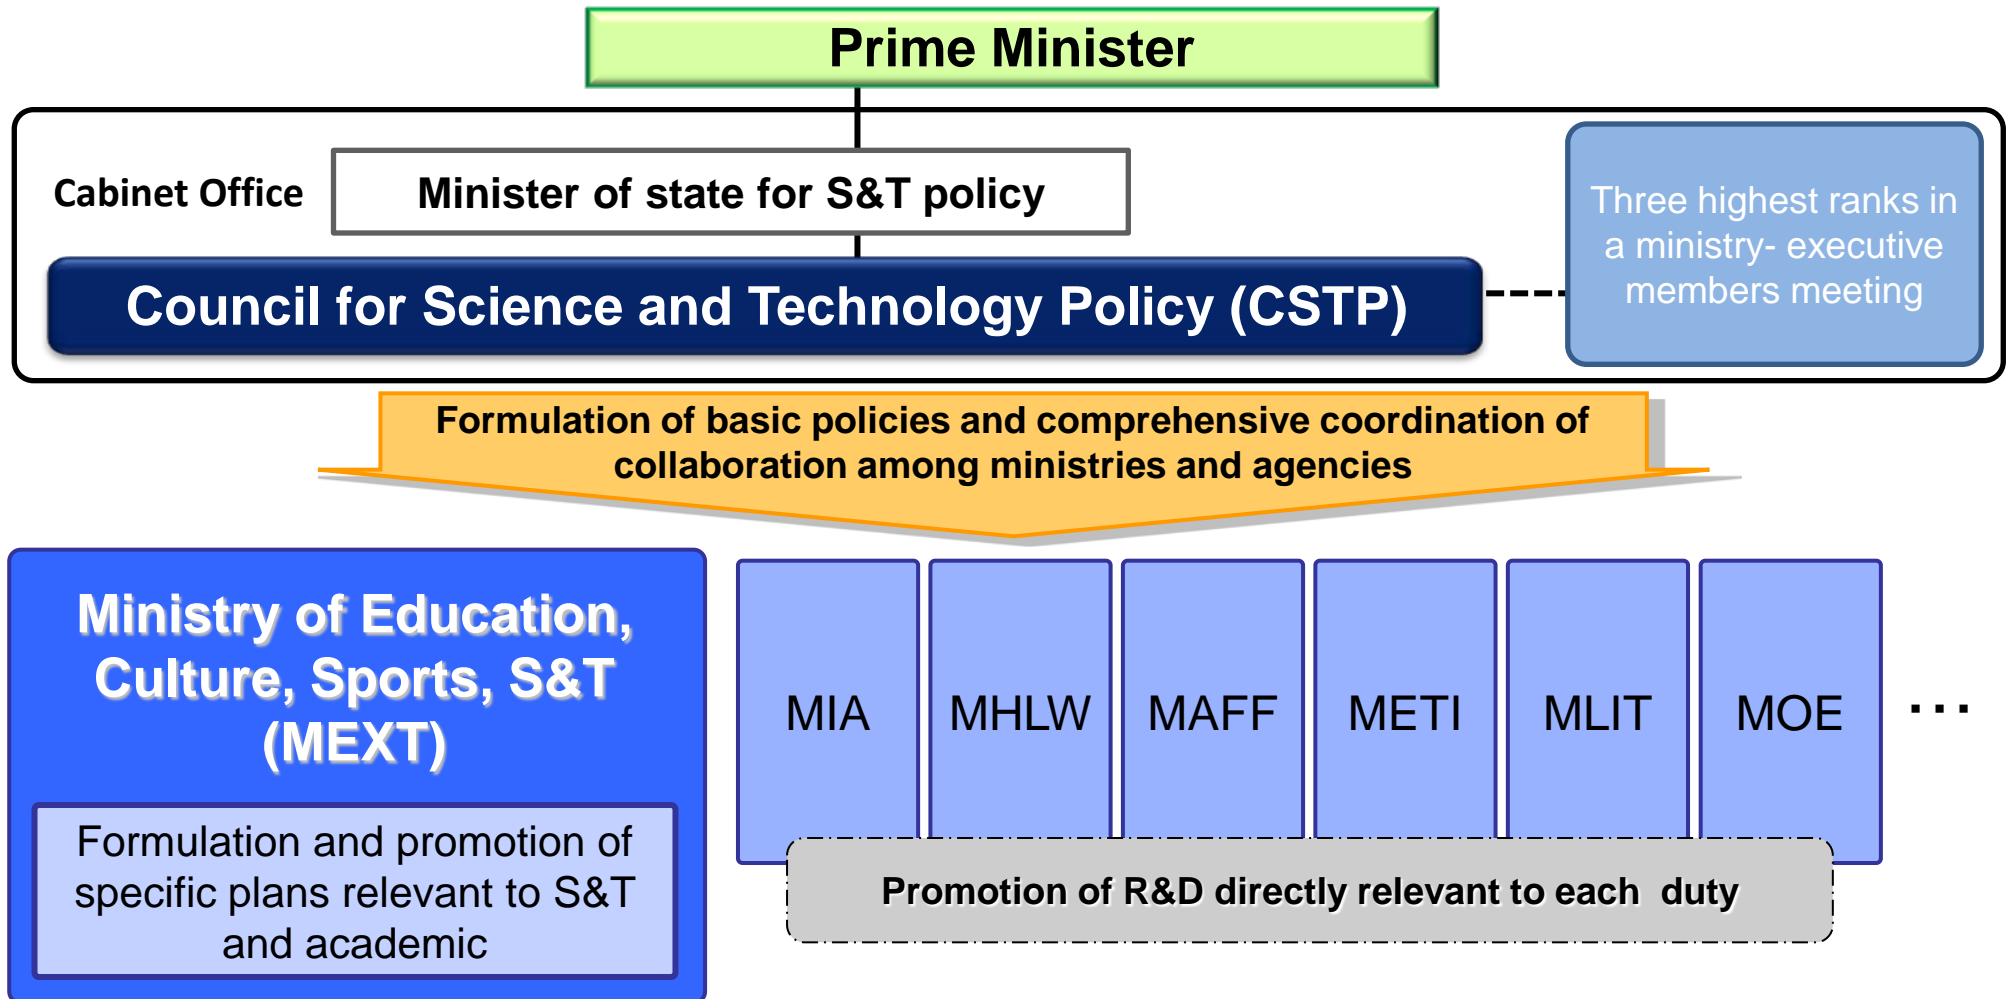 Prime Minister
Cabinet Office
Minister of state for S&T policy
Three highest ranks in
a ministry- executive
members meeting
Council for Science and Technology Policy (CSTP)
Formulation of basic policies and comprehensive coordination of
collaboration among ministries and agencies
Ministry of Education,
Culture, Sports, S&T
(MEXT)
Formulation and promotion of
specific plans relevant to S&T
and academic
MIA
MHLW
MAFF
METI
MLIT
MOE
...
Promotion of R&D directly relevant to each  duty